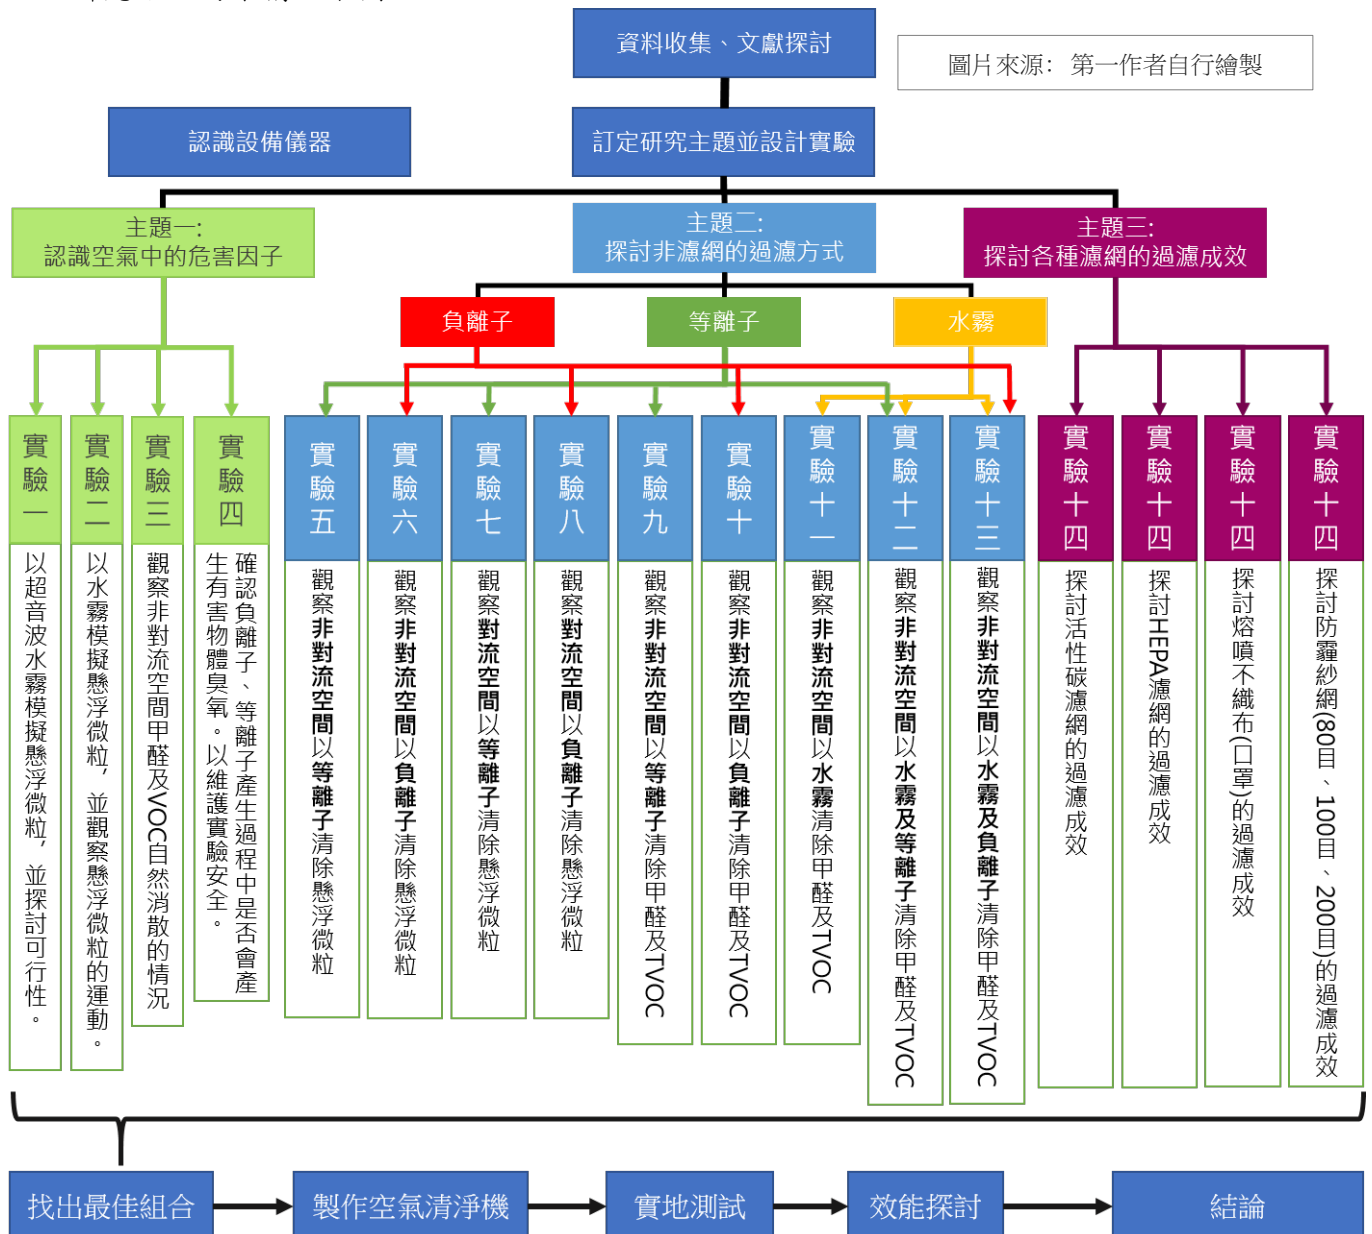 資料收集、文獻探討
圖片來源: 第一作者自行繪製
認識設備儀器
訂定研究主題並設計實驗
主題一:
認識空氣中的危害因子
主題二:
探討非濾網的過濾方式
主題三:
探討各種濾網的過濾成效
負離子
等離子
水霧
實驗一
以超音波水霧模擬懸浮微粒，並探討可行性。
實驗二
以水霧模擬懸浮微粒，並觀察懸浮微粒的運動。
實驗三
觀察非對流空間甲醛及VOC自然消散的情況
實驗四
確認負離子、等離子產生過程中是否會產
生有害物體臭氧。以維護實驗安全。
實驗五
觀察非對流空間以等離子清除懸浮微粒
實驗六
觀察非對流空間以負離子清除懸浮微粒
實驗七
觀察對流空間以等離子清除懸浮微粒
實驗八
觀察對流空間以負離子清除懸浮微粒
實驗九
觀察非對流空間以等離子清除甲醛及TVOC
實驗十
觀察非對流空間以負離子清除甲醛及TVOC
實驗十一
觀察非對流空間以水霧清除甲醛及TVOC
實驗十二
觀察非對流空間以水霧及等離子清除甲醛及TVOC
實驗十三
觀察非對流空間以水霧及負離子清除甲醛及TVOC
實驗十四
探討活性碳濾網的過濾成效
實驗十四
探討HEPA濾網的過濾成效
實驗十四
探討熔噴不織布(口罩)的過濾成效
實驗十四
探討防霾紗網(80目、100目、200目)的過濾成效
找出最佳組合
製作空氣清淨機
實地測試
效能探討
結論